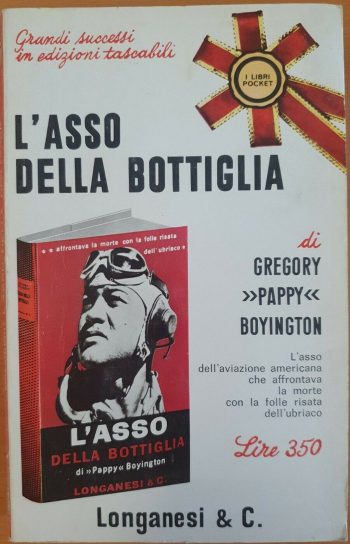 Grandi successi
in edizioni tascabili
I LIBRI
POCKET
L'ASSO
DELLA BOTTIGLIA
di
GREGORY
»PAPPY«
BOYINGTON
L'asso
dell'aviazione americana
che affrontava
la morte
con la folle risata
dell'ubriaco
Lire 350
affrontava la morte con la folle risata
dell'ubriaco
L'ASSO
DELLA BOTTIGLIA
di »Pappy« Boyington
LONGANESI & C.
Longanesi & C.